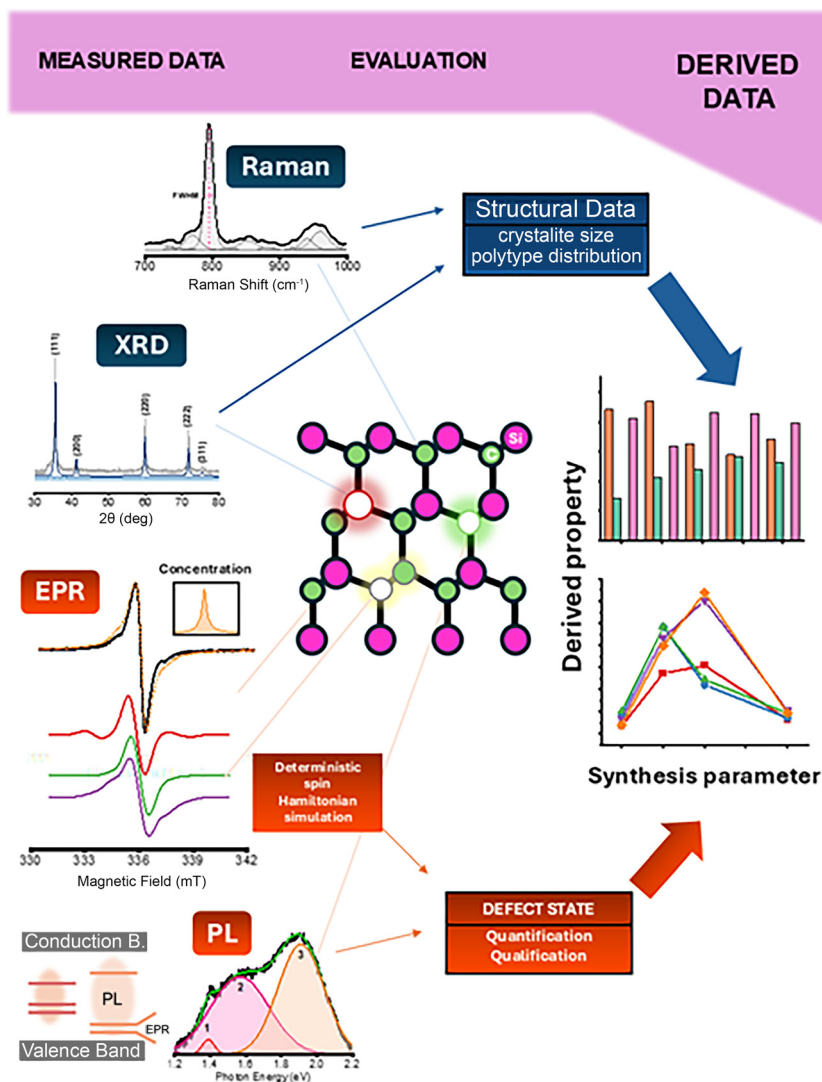 MEASURED DATA
EVALUATION
DERIVED
DATA
Raman
FWHM
700 800 900 1000
Raman Shift (cm⁻¹)
Structural Data
crystalite size
polytype distribution
XRD
(111)
(200)
(220)
(222)
(311)
30 40 50 60 70 80
2θ (deg)
Si
C
EPR
Concentration
330 333 336 339 342
Magnetic Field (mT)
Deterministic
spin
Hamiltonian
simulation
Derived property
Synthesis parameter
DEFECT STATE
Quantification
Qualification
PL
Conduction B.
PL
EPR
Valence Band
1
2
3
1.2 1.4 1.6 1.8 2.0 2.2
Photon Energy (eV)